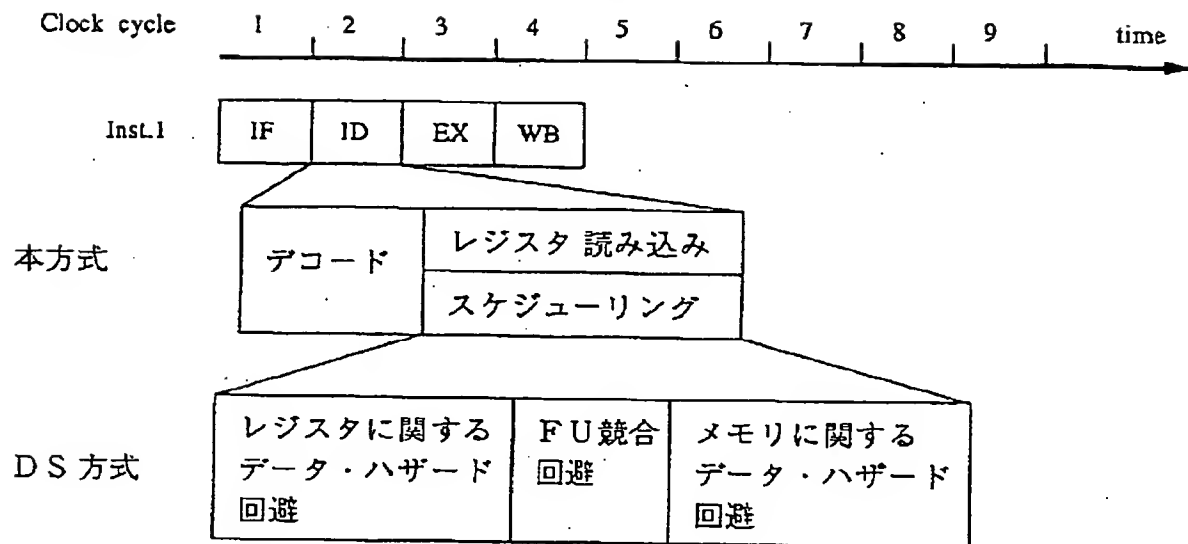 Clock cycle 1 2 3 4 5 6 7 8 9 time
Inst.1 IF ID EX WB
本方式
デコード
レジスタ 読み込み
スケジューリング
DS方式
レジスタに関する
データ・ハザード
回避
FU競合
回避
メモリに関する
データ・ハザード
回避